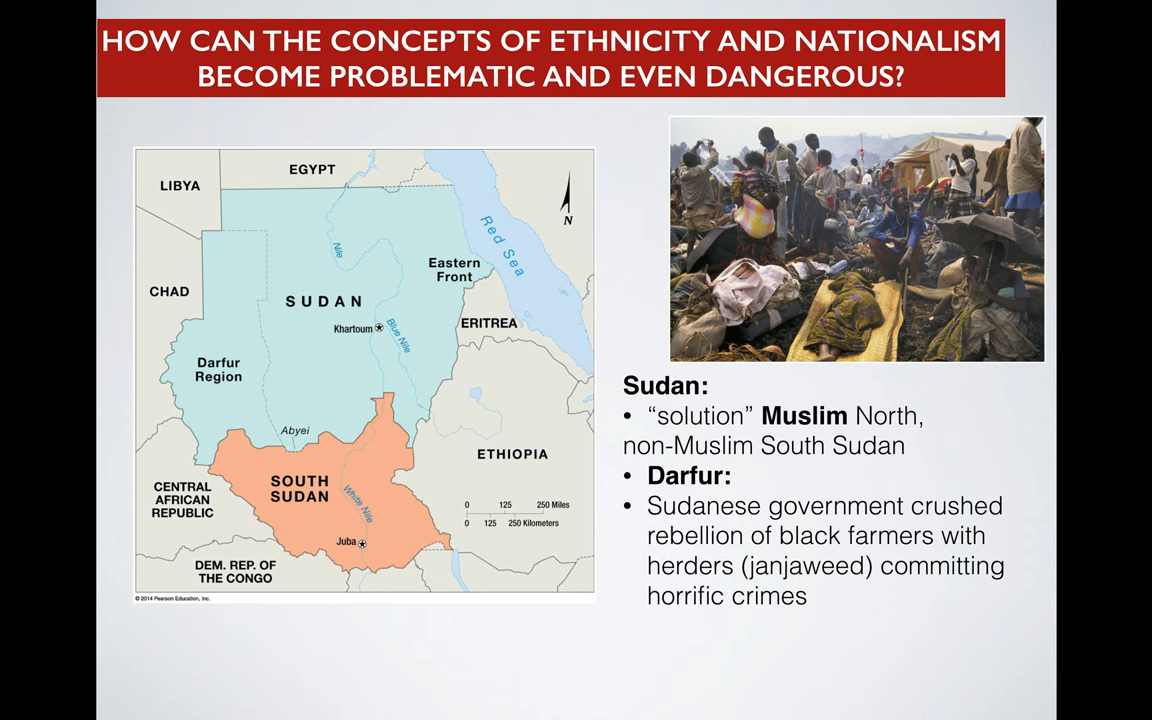 HOW CAN THE CONCEPTS OF ETHNICITY AND NATIONALISM
BECOME PROBLEMATIC AND EVEN DANGEROUS?
EGYPT
LIBYA
N
Red Sea
Nile
Eastern
Front
CHAD
SUDAN
Khartoum
Blue Nile
ERITREA
Darfur
Region
Abyei
ETHIOPIA
SOUTH
SUDAN
White Nile
CENTRAL
AFRICAN
REPUBLIC
0 125 250 Miles
0 125 250 Kilometers
Juba
DEM. REP. OF
THE CONGO
© 2014 Pearson Education, Inc.
Sudan:
• “solution” Muslim North,
non-Muslim South Sudan
• Darfur:
• Sudanese government crushed
rebellion of black farmers with
herders (janjaweed) committing
horrific crimes